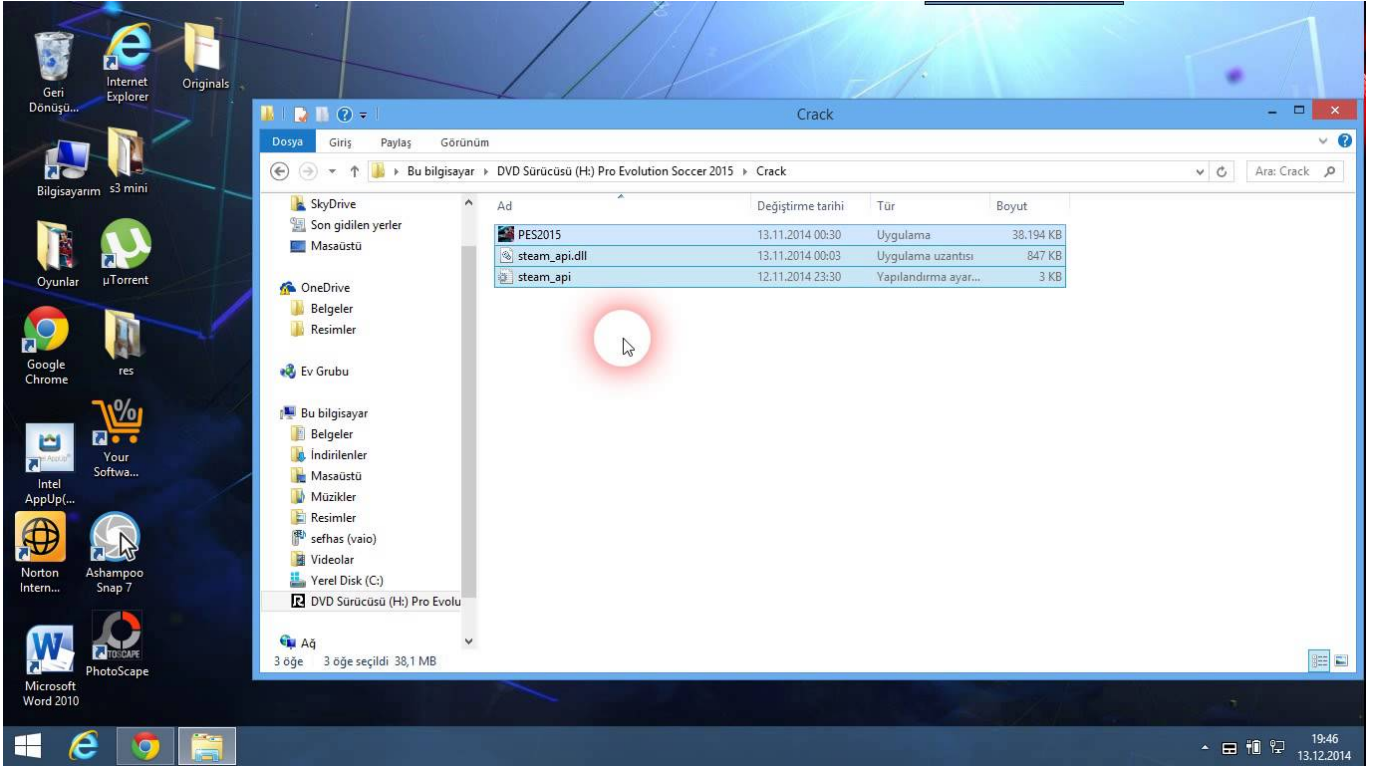 Geri
Dönüşü...
Internet
Explorer
Originals
Bilgisayarım
s3 mini
Oyunlar
µTorrent
Google
Chrome
res
Intel
AppUp(...
Your
Softwa...
Norton
Intern...
Ashampoo
Snap 7
Microsoft
Word 2010
PhotoScape
Crack
Dosya Giriş Paylaş Görünüm
Bu bilgisayar DVD Sürücüsü (H:) Pro Evolution Soccer 2015 Crack
Ara: Crack
SkyDrive
Son gidilen yerler
Masaüstü
OneDrive
Belgeler
Resimler
Ev Grubu
Bu bilgisayar
Belgeler
İndirilenler
Masaüstü
Müzikler
Resimler
sefhas (vaio)
Videolar
Yerel Disk (C:)
DVD Sürücüsü (H:) Pro Evolu
Ağ
Ad Değiştirme tarihi Tür Boyut
PES2015 13.11.2014 00:30 Uygulama 38.194 KB
steam_api.dll 13.11.2014 00:03 Uygulama uzantısı 847 KB
steam_api 12.11.2014 23:30 Yapılandırma ayar... 3 KB
3 öğe 3 öğe seçildi 38,1 MB
19:46
13.12.2014